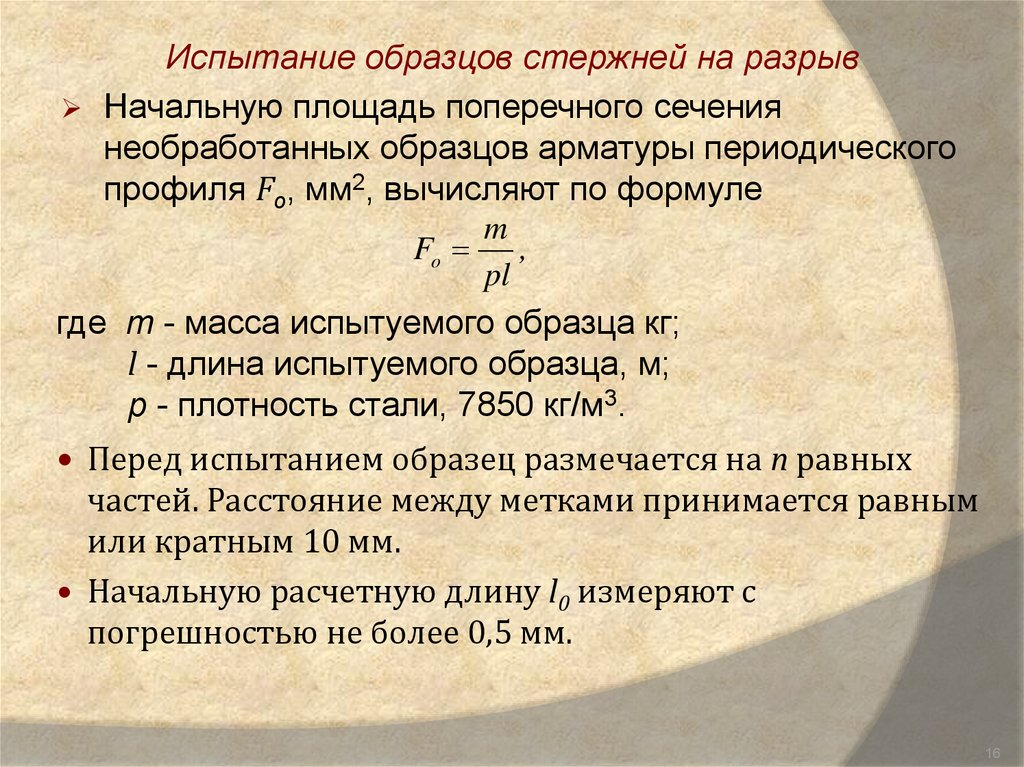 Испытание образцов стержней на разрыв
➢ Начальную площадь поперечного сечения
необработанных образцов арматуры периодического
профиля Fo, мм², вычисляют по формуле
Fo = m / pl ,
где m - масса испытуемого образца кг;
l - длина испытуемого образца, м;
p - плотность стали, 7850 кг/м³.
• Перед испытанием образец размечается на n равных
частей. Расстояние между метками принимается равным
или кратным 10 мм.
• Начальную расчетную длину l₀ измеряют с
погрешностью не более 0,5 мм.
16